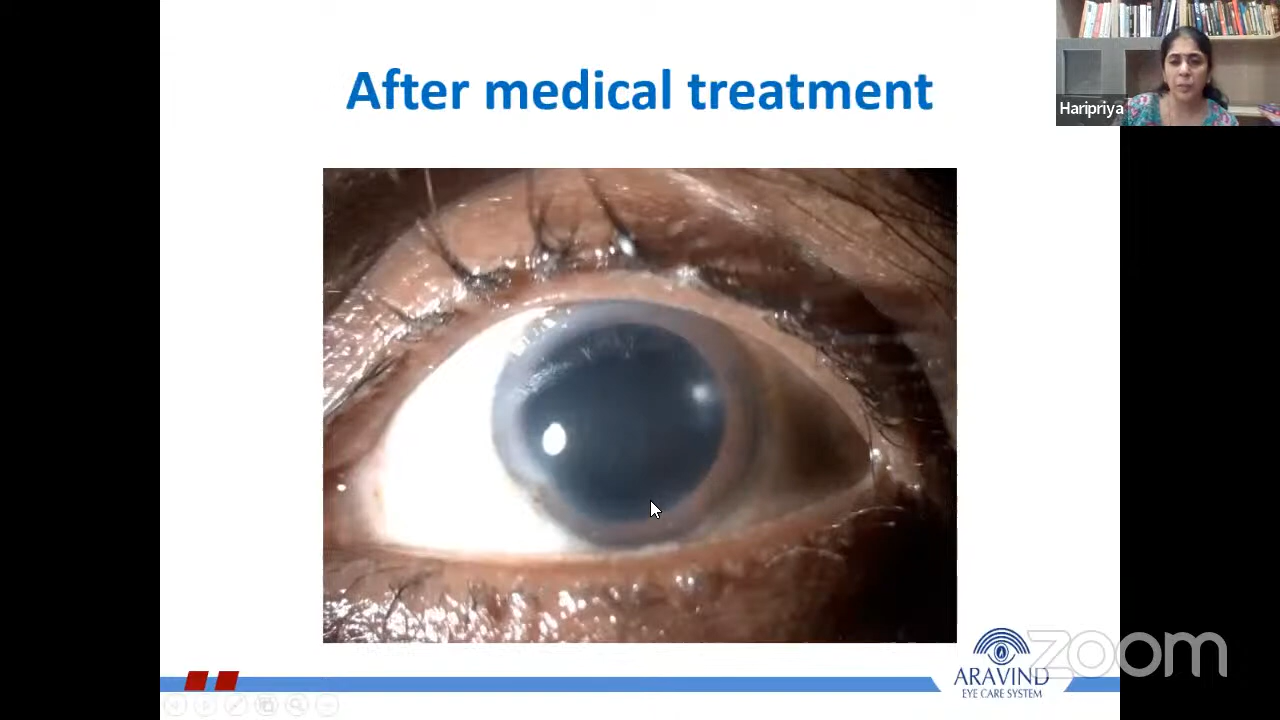 After medical treatment
Haripriya
zoom
ARAVIND
EYE CARE SYSTEM